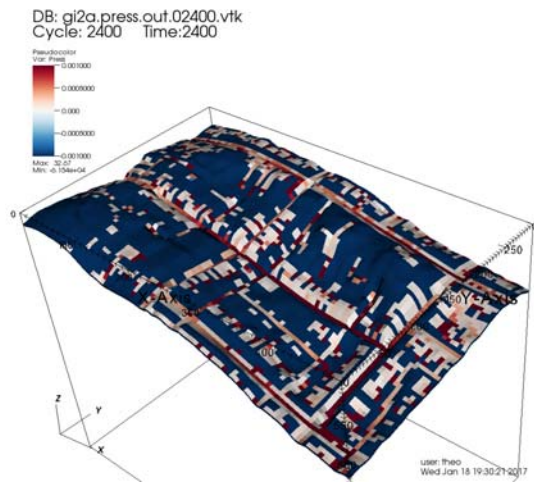 DB: gi2a.press.out.02400.vtk
Cycle: 2400 Time:2400
Pseudocolor
Var: Press
0.001000
0.0005000
0.000
-0.0005000
-0.001000
Max: 32.67
Min: -6.154e+04
0
250
X-Axis
Y-Axis
Z
Y
X
user: theo
Wed Jan 18 19:30:21 2017